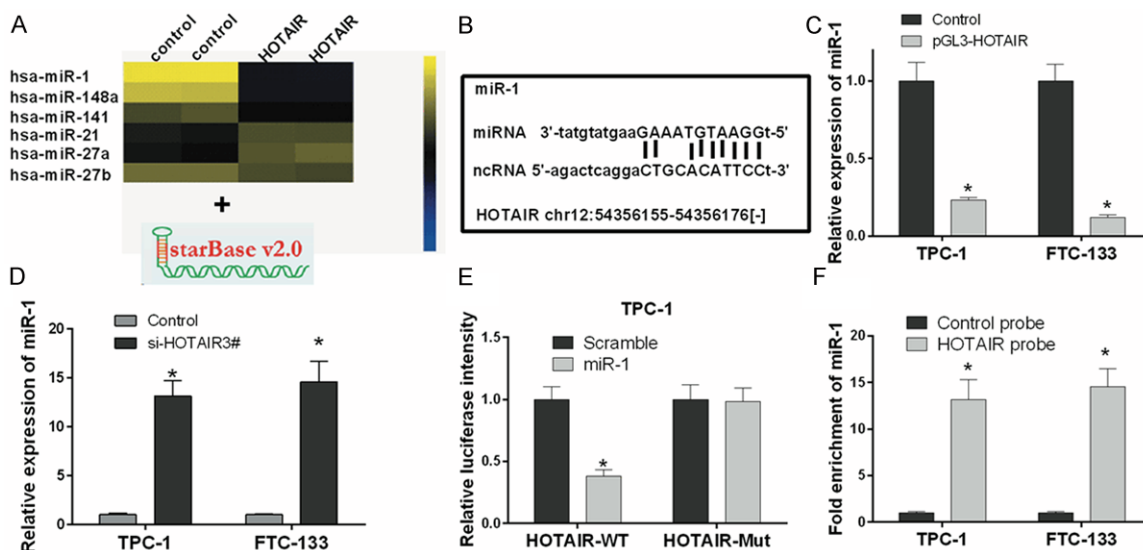 A
control control HOTAIR HOTAIR
hsa-miR-1
hsa-miR-148a
hsa-miR-141
hsa-miR-21
hsa-miR-27a
hsa-miR-27b
+
starBase v2.0
B
miR-1
miRNA 3'-tatgtatgaaGAAATGTAAGGt-5'
ncRNA 5'-agactcaggaCTGCACATTCCt-3'
HOTAIR chr12:54356155-54356176[-]
C
Relative expression of miR-1
Control
pGL3-HOTAIR
1.0
0.5
0.0
* *
TPC-1 FTC-133
D
Relative expression of miR-1
Control
si-HOTAIR3#
20
15
10
5
0
* *
TPC-1 FTC-133
E
TPC-1
Relative luciferase intensity
Scramble
miR-1
1.5
1.0
0.5
0.0
*
HOTAIR-WT HOTAIR-Mut
F
Fold enrichment of miR-1
Control probe
HOTAIR probe
20
15
10
5
0
* *
TPC-1 FTC-133